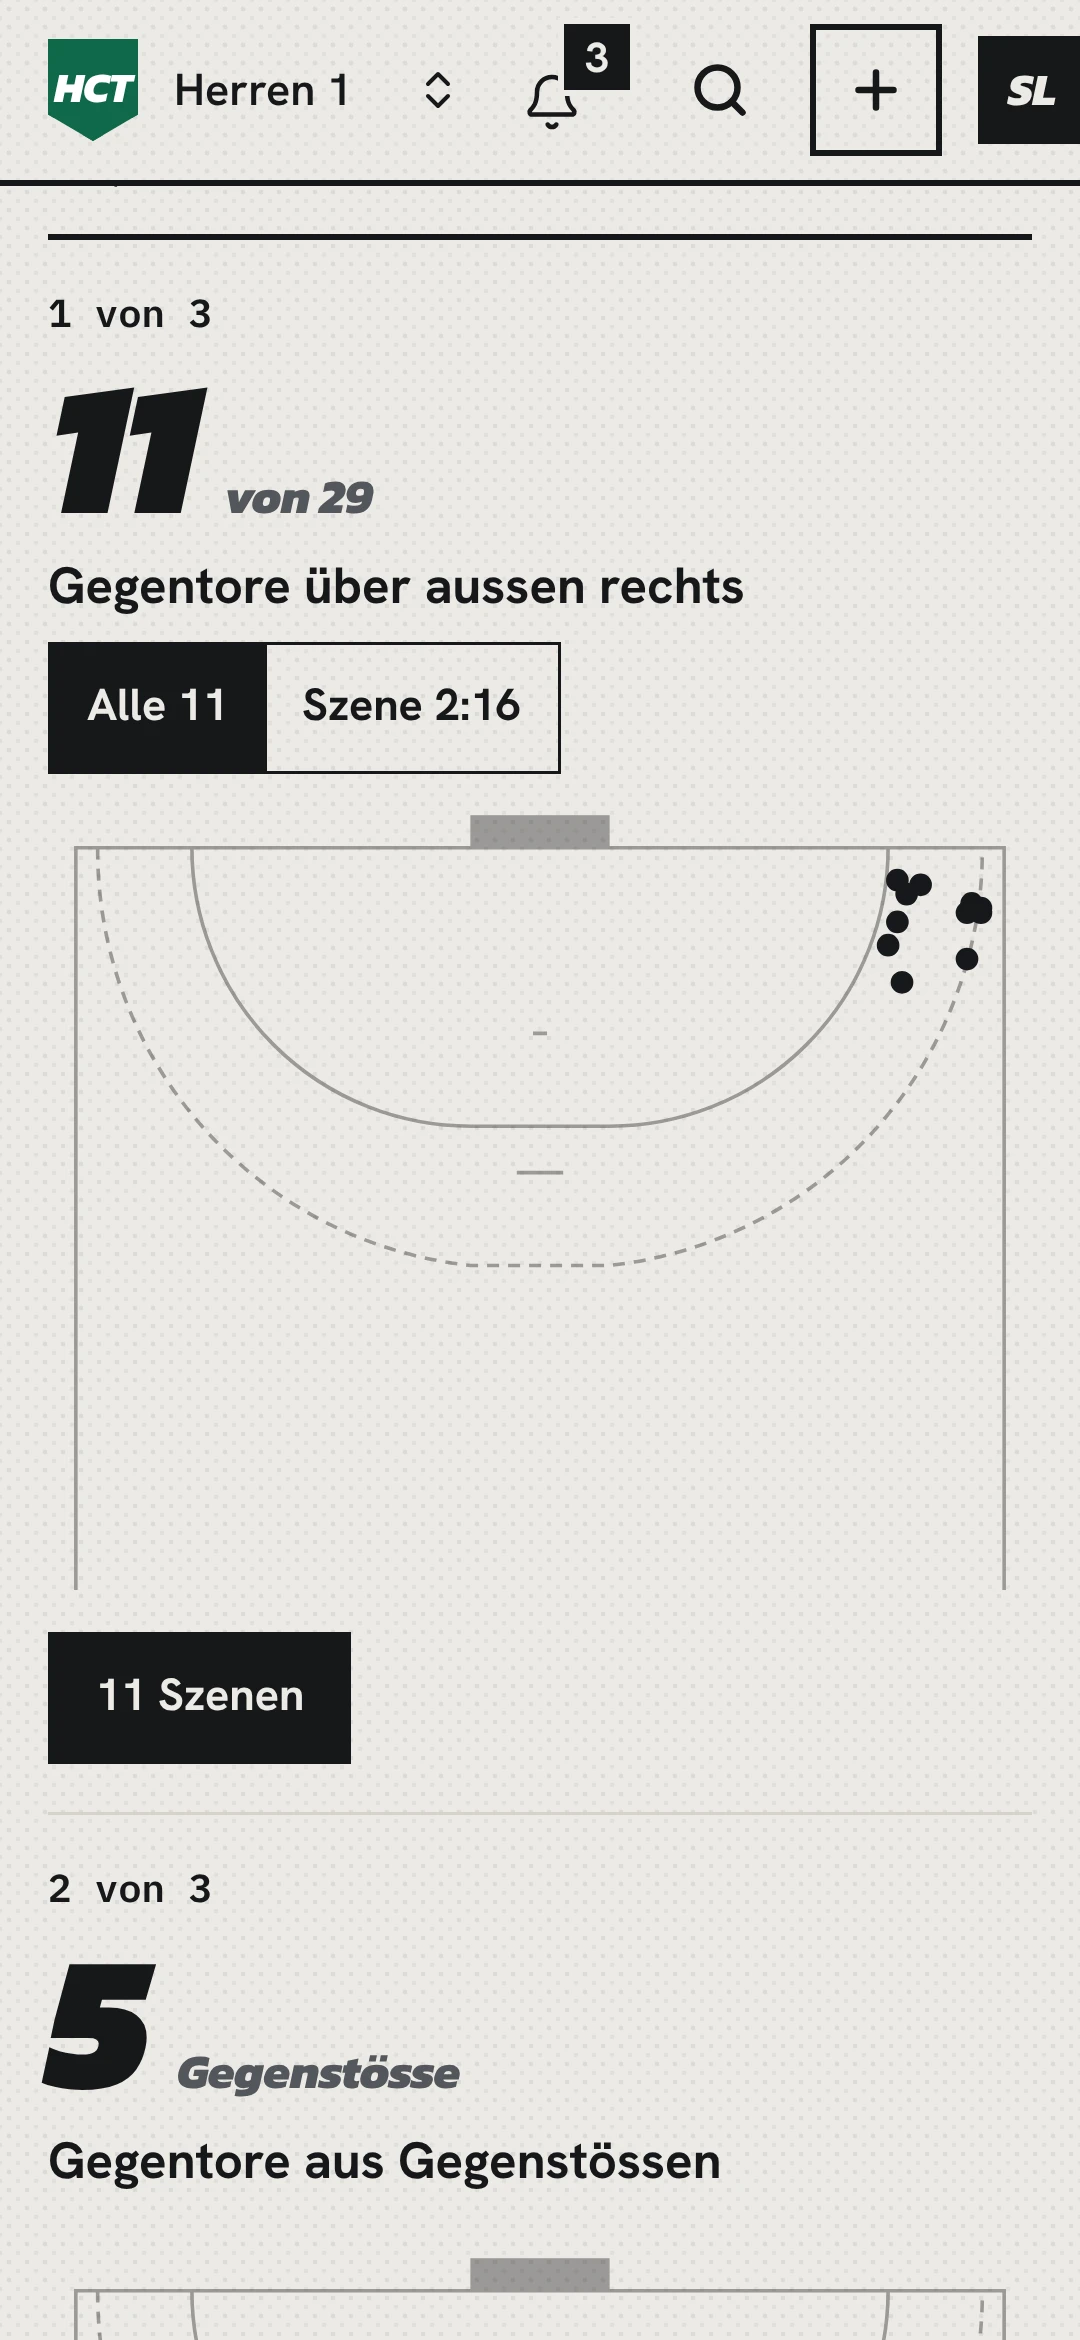 HCT
Herren 1
3
SL
1 von 3
11 von 29
Gegentore über aussen rechts
Alle 11
Szene 2:16
11 Szenen
2 von 3
5 Gegenstösse
Gegentore aus Gegenstössen